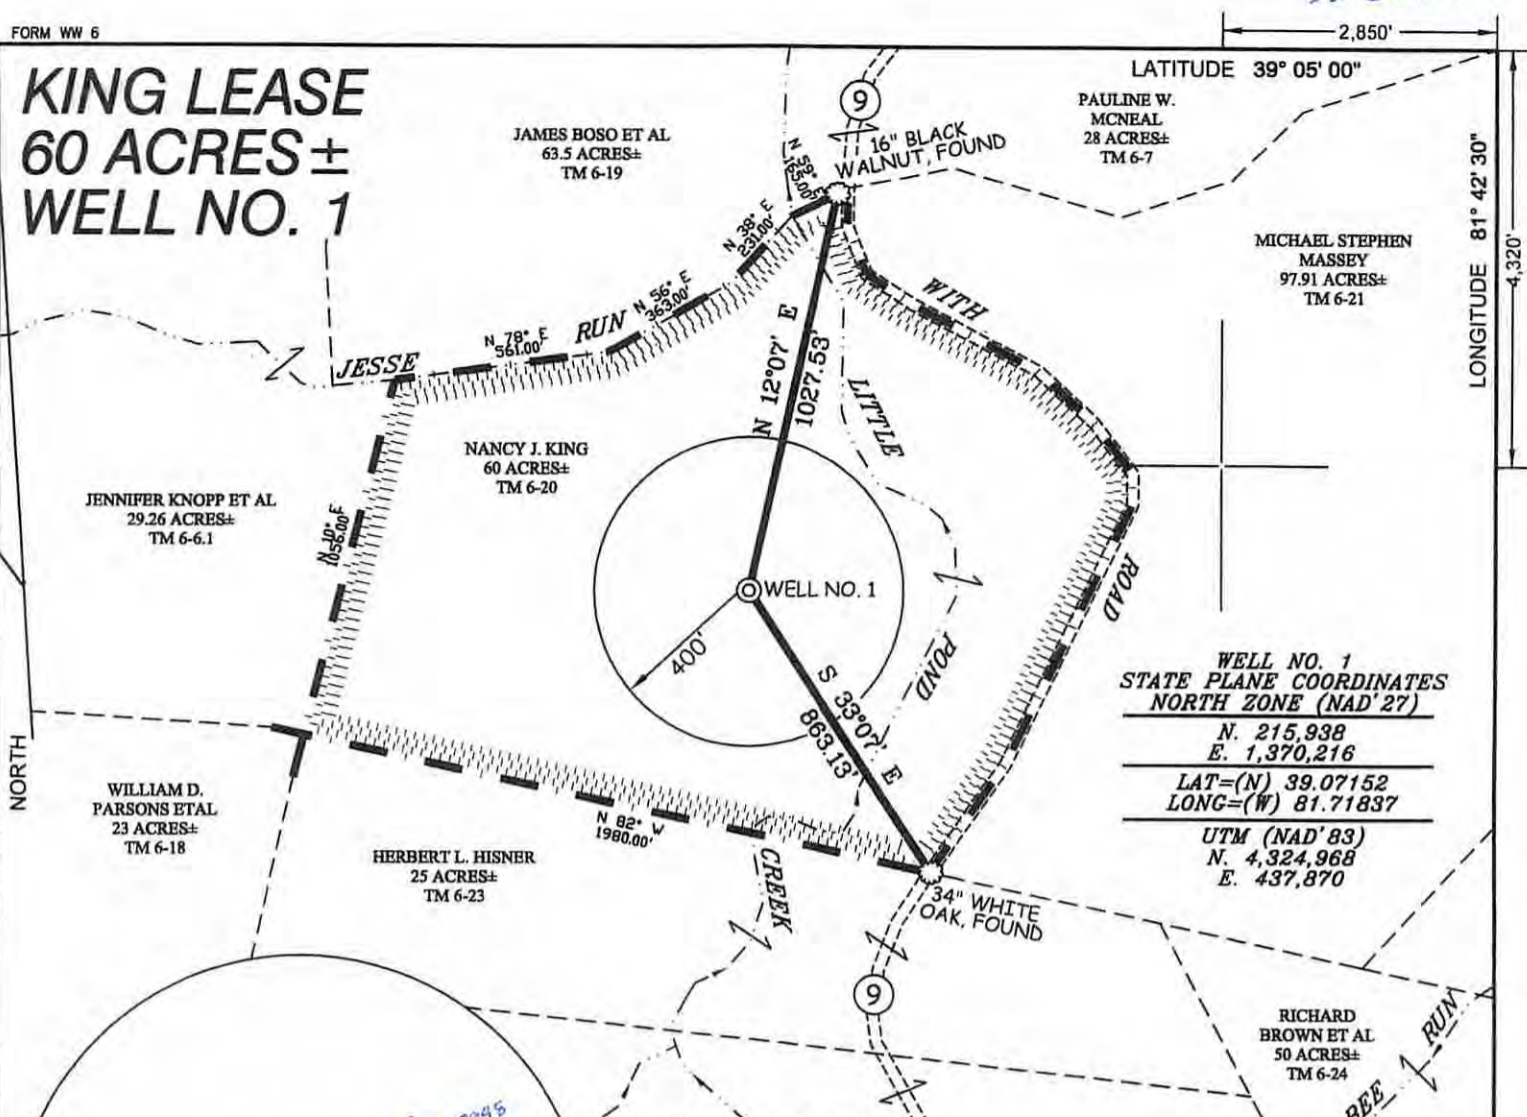 FORM WW 6
2,850'
KING LEASE
60 ACRES±
WELL NO. 1
LATITUDE 39° 05' 00"
LONGITUDE 81° 42' 30"
4,320'
JAMES BOSO ET AL
63.5 ACRES±
TM 6-19
9
16" BLACK
WALNUT, FOUND
PAULINE W.
MCNEAL
28 ACRES±
TM 6-7
MICHAEL STEPHEN
MASSEY
97.91 ACRES±
TM 6-21
N 59° E
165.00'
N 38° E
231.00'
N 56° E
363.00'
N 78° E
561.00'
JESSE RUN
WITH ROAD
N 12°07' E
1027.53'
LITTLE POND CREEK
NANCY J. KING
60 ACRES±
TM 6-20
JENNIFER KNOPP ET AL
29.26 ACRES±
TM 6-6.1
N 10° E
1056.00'
WELL NO. 1
400'
S 33°07' E
863.13'
NORTH
WELL NO. 1
STATE PLANE COORDINATES
NORTH ZONE (NAD'27)
N. 215,938
E. 1,370,216
LAT=(N) 39.07152
LONG=(W) 81.71837
UTM (NAD'83)
N. 4,324,968
E. 437,870
WILLIAM D.
PARSONS ETAL
23 ACRES±
TM 6-18
N 82° W
1980.00'
HERBERT L. HISNER
25 ACRES±
TM 6-23
34" WHITE
OAK, FOUND
9
RICHARD
BROWN ET AL
50 ACRES±
TM 6-24
RUN